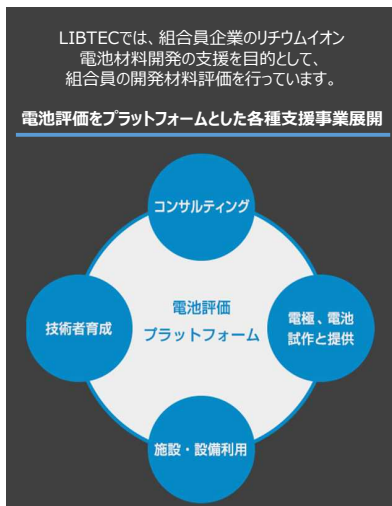 LIBTECでは、組合員企業のリチウムイオン
電池材料開発の支援を目的として、
組合員の開発材料評価を行っています。
電池評価をプラットフォームとした各種支援事業展開
コンサルティング
技術者育成
電池評価
プラットフォーム
電極、電池
試作と提供
施設・設備利用